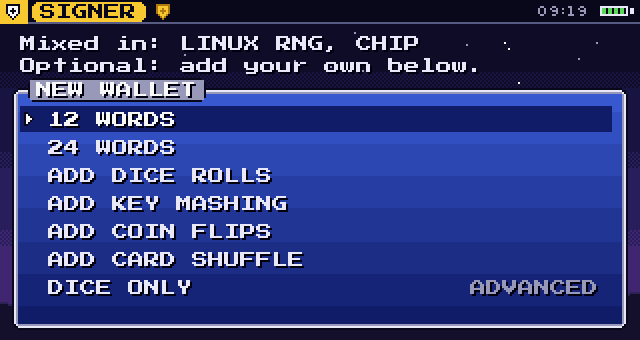 SIGNER 09:19
Mixed in: LINUX RNG, CHIP
Optional: add your own below.
NEW WALLET
12 WORDS
24 WORDS
ADD DICE ROLLS
ADD KEY MASHING
ADD COIN FLIPS
ADD CARD SHUFFLE
DICE ONLY ADVANCED